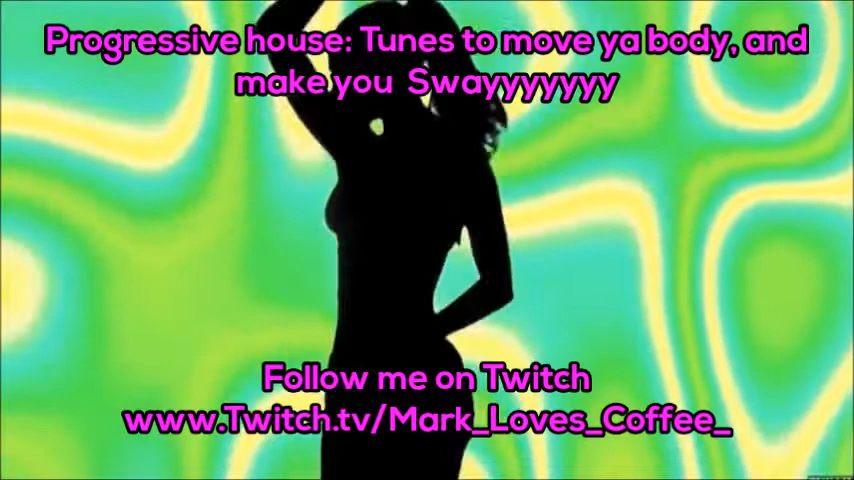 Progressive house: Tunes to move ya body, and
make you Swayyyyyyy
Follow me on Twitch
www.Twitch.tv/Mark_Loves_Coffee_